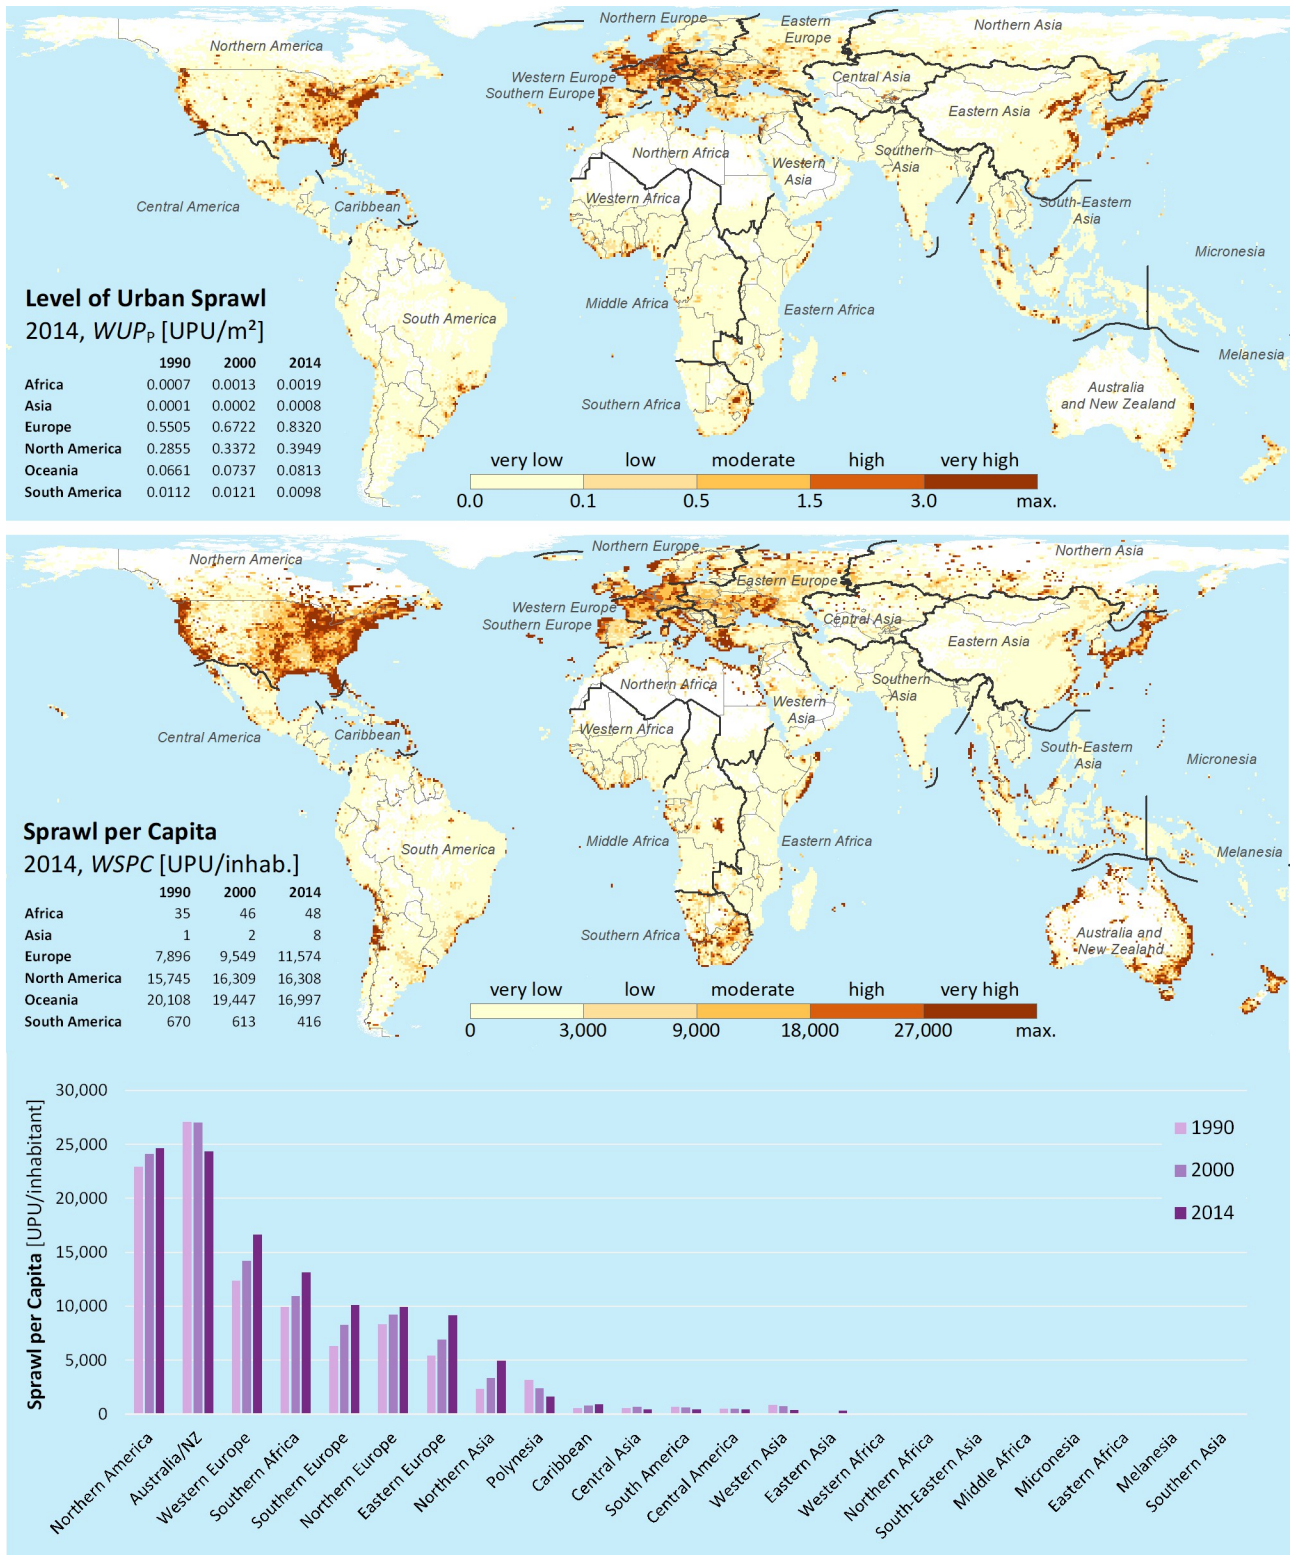 Northern Europe
Eastern
Europe
Northern Asia
Northern America
Western Europe
Southern Europe
Central Asia
Eastern Asia
Northern Africa
Western
Asia
Southern
Asia
Western Africa
Central America
Caribbean
South-Eastern
Asia
Micronesia
Middle Africa
Eastern Africa
South America
Melanesia
Southern Africa
Australia
and New Zealand
Level of Urban Sprawl
2014, WUPP [UPU/m²]
1990 2000 2014
Africa 0.0007 0.0013 0.0019
Asia 0.0001 0.0002 0.0008
Europe 0.5505 0.6722 0.8320
North America 0.2855 0.3372 0.3949
Oceania 0.0661 0.0737 0.0813
South America 0.0112 0.0121 0.0098
very low low moderate high very high
0.0 0.1 0.5 1.5 3.0 max.
Northern Europe
Northern Asia
Northern America
Eastern Europe
Western Europe
Southern Europe
Central Asia
Eastern Asia
Northern Africa
Southern
Asia
Western
Asia
Western Africa
Central America
Caribbean
South-Eastern
Asia
Micronesia
Middle Africa
Eastern Africa
South America
Melanesia
Southern Africa
Australia and
New Zealand
Sprawl per Capita
2014, WSPC [UPU/inhab.]
1990 2000 2014
Africa 35 46 48
Asia 1 2 8
Europe 7,896 9,549 11,574
North America 15,745 16,309 16,308
Oceania 20,108 19,447 16,997
South America 670 613 416
very low low moderate high very high
0 3,000 9,000 18,000 27,000 max.
Sprawl per Capita [UPU/inhabitant]
30,000
25,000
20,000
15,000
10,000
5,000
0
1990
2000
2014
Northern America
Australia/NZ
Western Europe
Southern Africa
Southern Europe
Northern Europe
Eastern Europe
Northern Asia
Polynesia
Caribbean
Central Asia
South America
Central America
Western Asia
Eastern Asia
Western Africa
Northern Africa
South-Eastern Asia
Middle Africa
Micronesia
Eastern Africa
Melanesia
Southern Asia